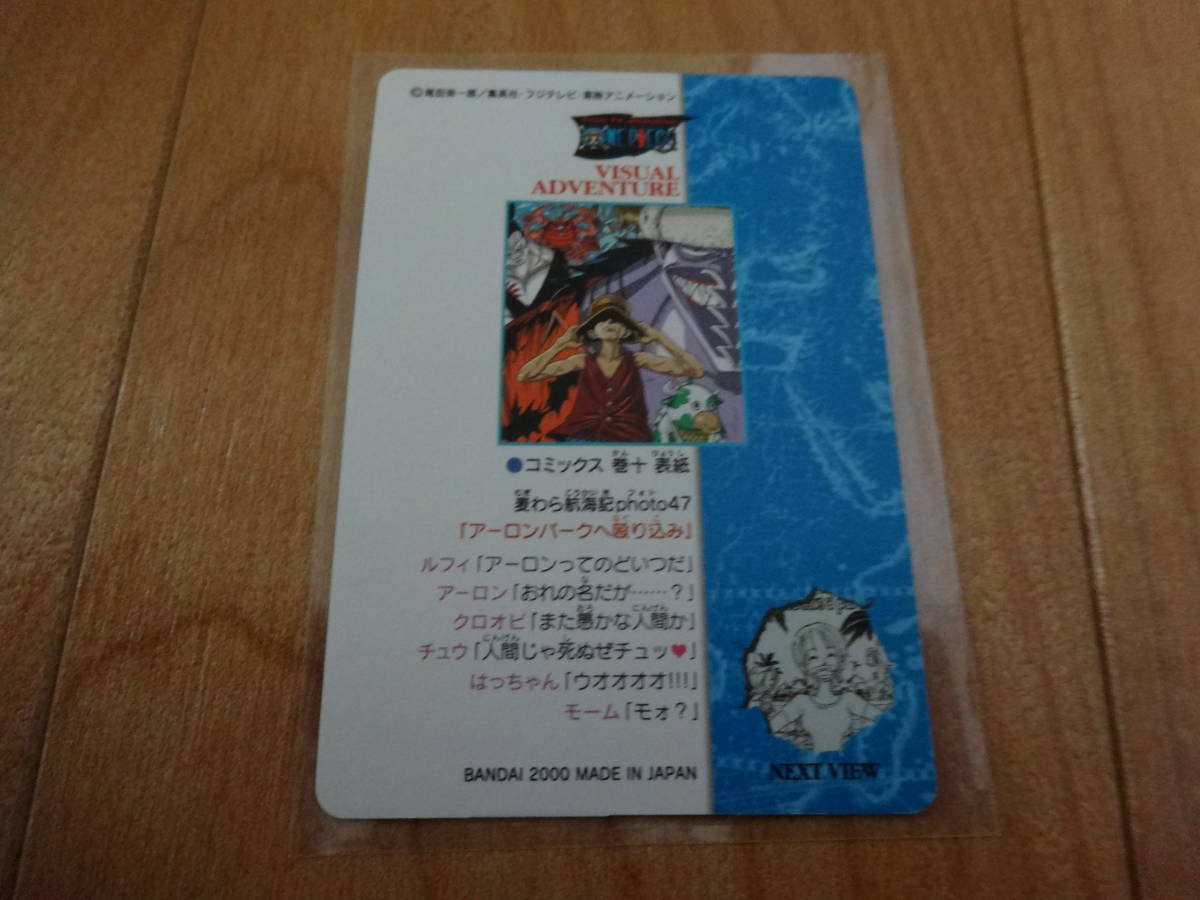 ©尾田栄一郎／集英社・フジテレビ・東映アニメーション
ONE PIECE
VISUAL
ADVENTURE
●コミックス 巻十 表紙
麦わら航海記photo47
「アーロンパークへ殴り込み」
ルフィ「アーロンってのどいつだ」
アーロン「おれの名だが……？」
クロオビ「また愚かな人間か」
チュウ「人間じゃ死ぬぜチュッ♥」
はっちゃん「ウオオオオ!!!」
モーム「モォ？」
BANDAI 2000 MADE IN JAPAN
NEXT VIEW